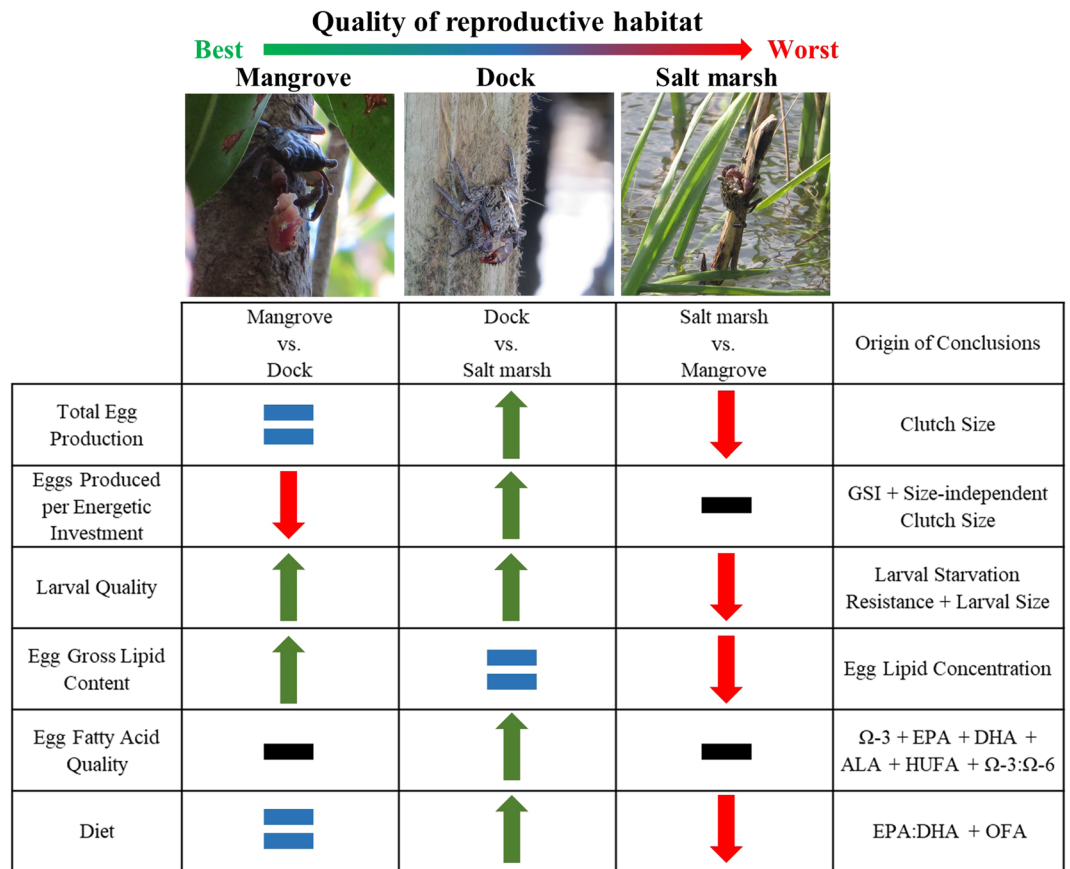 Quality of reproductive habitat
Best
Worst
Mangrove
Dock
Salt marsh
Mangrove
vs.
Dock
Dock
vs.
Salt marsh
Salt marsh
vs.
Mangrove
Origin of Conclusions
Total Egg
Production
Clutch Size
Eggs Produced
per Energetic
Investment
GSI + Size-independent
Clutch Size
Larval Quality
Larval Starvation
Resistance + Larval Size
Egg Gross Lipid
Content
Egg Lipid Concentration
Egg Fatty Acid
Quality
Ω-3 + EPA + DHA +
ALA + HUFA + Ω-3:Ω-6
Diet
EPA:DHA + OFA